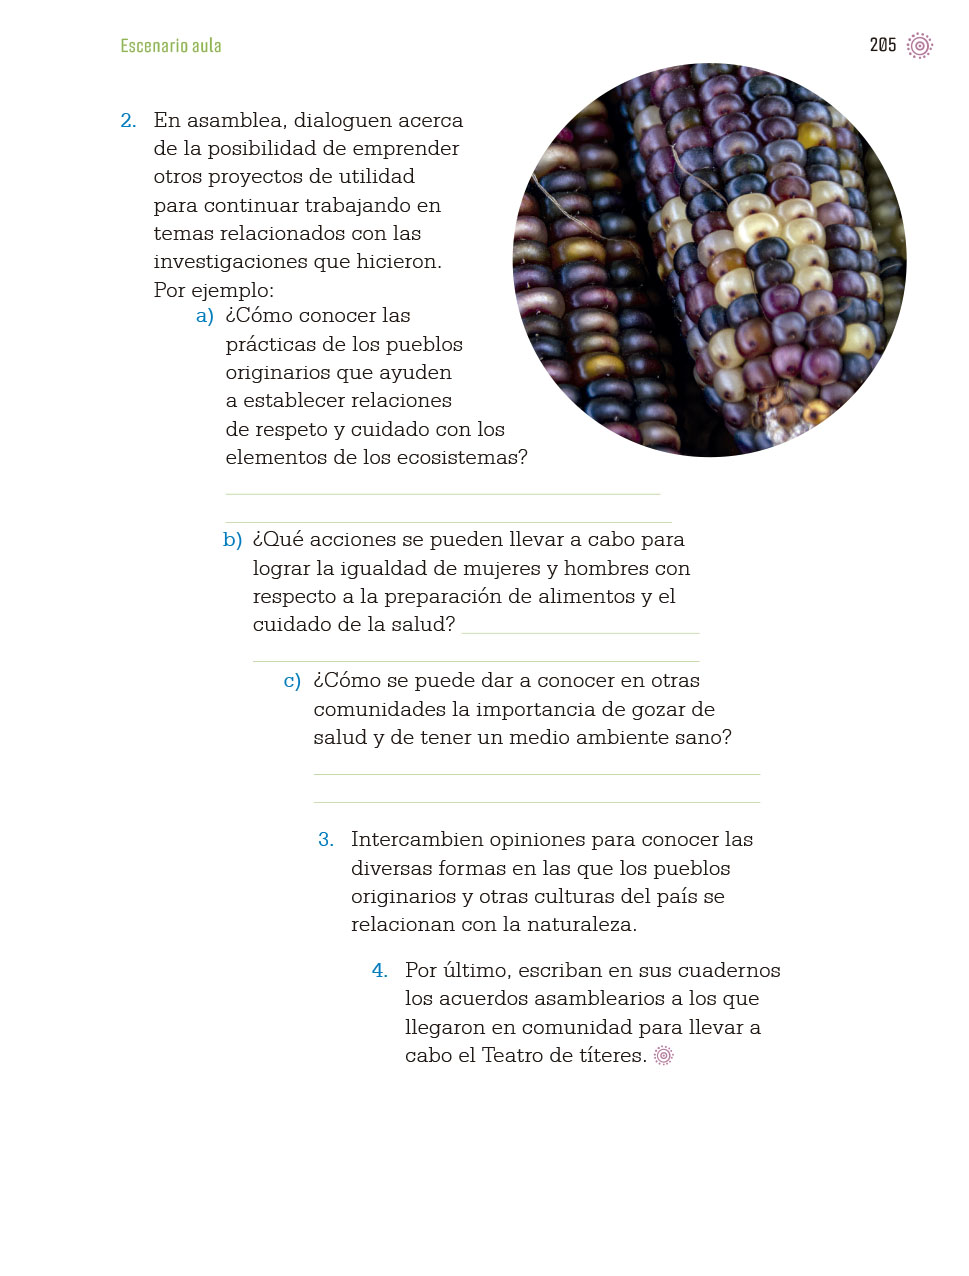 Escenario aula
205
2. En asamblea, dialoguen acerca
de la posibilidad de emprender
otros proyectos de utilidad
para continuar trabajando en
temas relacionados con las
investigaciones que hicieron.
Por ejemplo:
a) ¿Cómo conocer las
prácticas de los pueblos
originarios que ayuden
a establecer relaciones
de respeto y cuidado con los
elementos de los ecosistemas?
b) ¿Qué acciones se pueden llevar a cabo para
lograr la igualdad de mujeres y hombres con
respecto a la preparación de alimentos y el
cuidado de la salud?
c) ¿Cómo se puede dar a conocer en otras
comunidades la importancia de gozar de
salud y de tener un medio ambiente sano?
3. Intercambien opiniones para conocer las
diversas formas en las que los pueblos
originarios y otras culturas del país se
relacionan con la naturaleza.
4. Por último, escriban en sus cuadernos
los acuerdos asamblearios a los que
llegaron en comunidad para llevar a
cabo el Teatro de títeres.